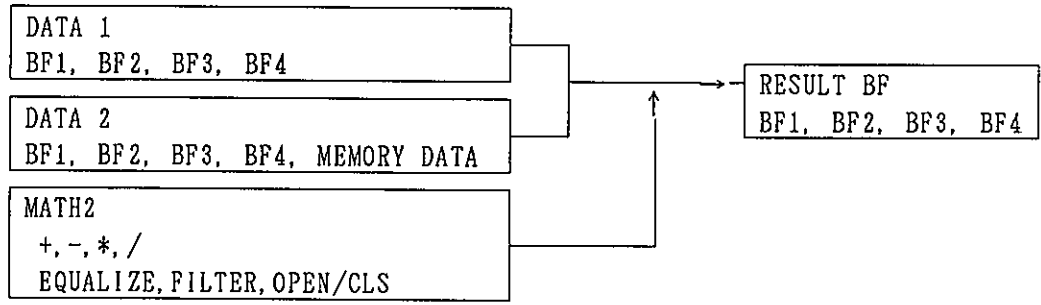 DATA 1
BF1, BF2, BF3, BF4
DATA 2
BF1, BF2, BF3, BF4, MEMORY DATA
MATH2
+, -, *, /
EQUALIZE, FILTER, OPEN/CLS
RESULT BF
BF1, BF2, BF3, BF4